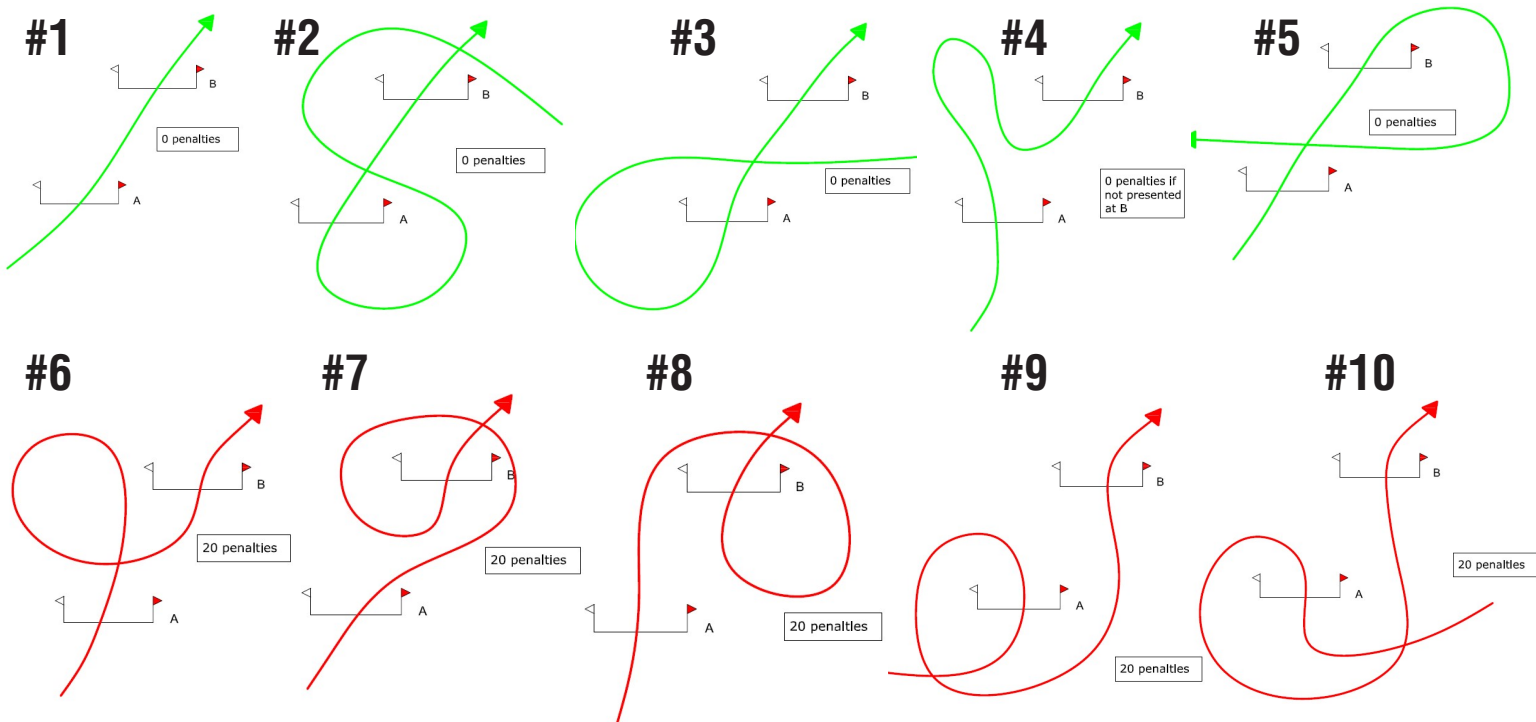 #1
B
0 penalties
A
#2
B
0 penalties
A
#3
B
0 penalties
A
#4
B
0 penalties if
not presented
at B
A
#5
B
0 penalties
A
#6
B
20 penalties
A
#7
B
20 penalties
A
#8
B
20 penalties
A
#9
B
A
20 penalties
#10
B
20 penalties
A